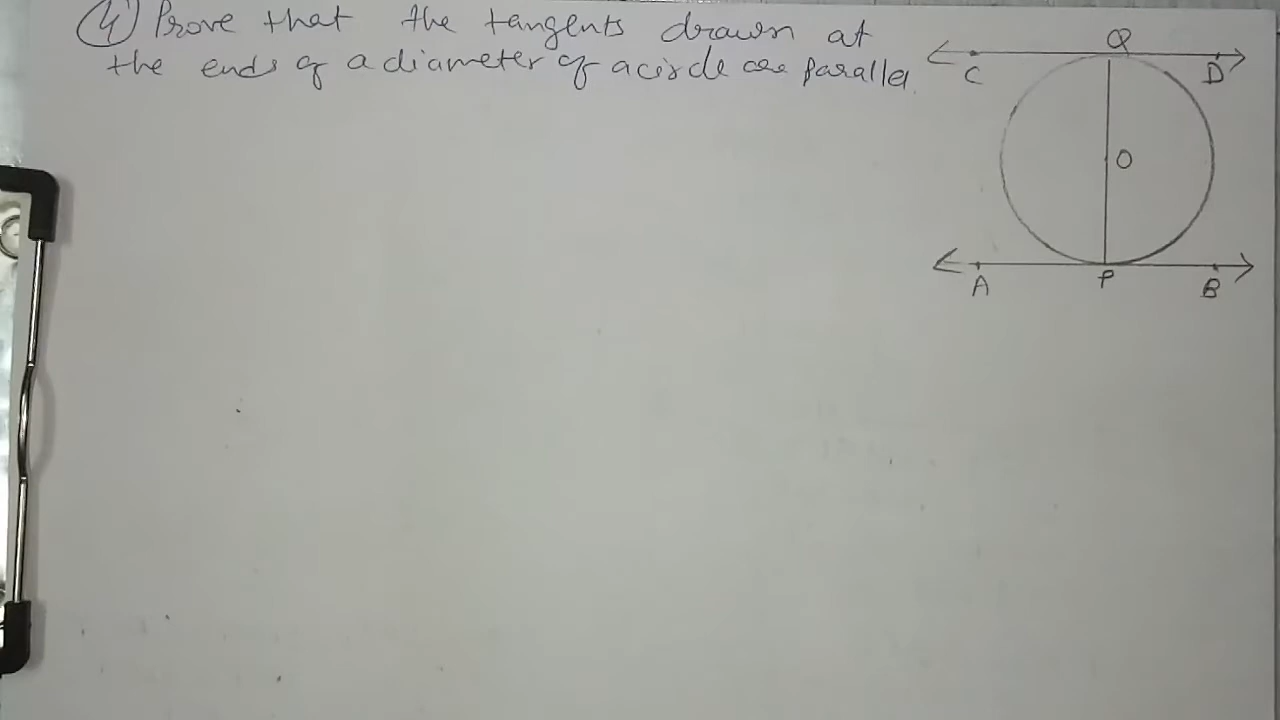 4) Prove that the tangents drawn at
the ends of a diameter of a circle are parallel.
Q
C
D
O
A
P
B